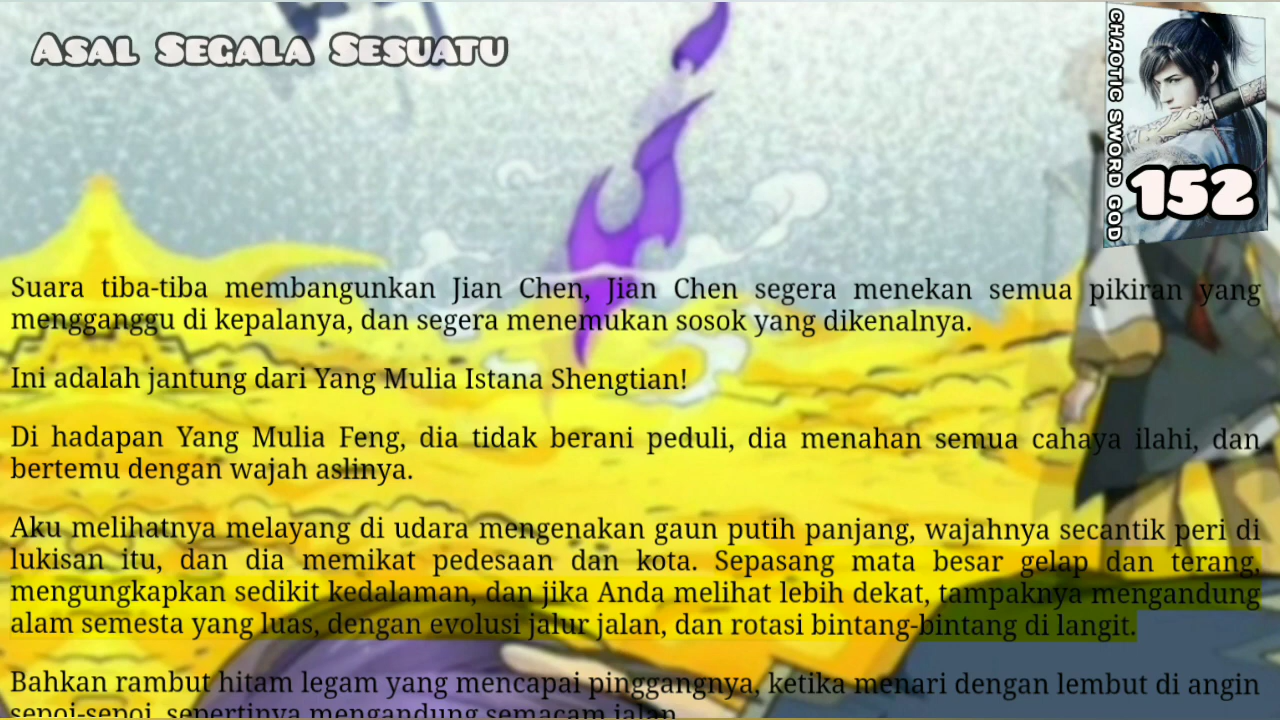 Asal Segala Sesuatu
CHAOTIC SWORD GOD
152
Suara tiba-tiba membangunkan Jian Chen, Jian Chen segera menekan semua pikiran yang
mengganggu di kepalanya, dan segera menemukan sosok yang dikenalnya.
Ini adalah jantung dari Yang Mulia Istana Shengtian!
Di hadapan Yang Mulia Feng, dia tidak berani peduli, dia menahan semua cahaya ilahi, dan
bertemu dengan wajah aslinya.
Aku melihatnya melayang di udara mengenakan gaun putih panjang, wajahnya secantik peri di
lukisan itu, dan dia memikat pedesaan dan kota. Sepasang mata besar gelap dan terang,
mengungkapkan sedikit kedalaman, dan jika Anda melihat lebih dekat, tampaknya mengandung
alam semesta yang luas, dengan evolusi jalur jalan, dan rotasi bintang-bintang di langit.
Bahkan rambut hitam legam yang mencapai pinggangnya, ketika menari dengan lembut di angin
sepoi-sepoi, sepertinya mengandung semacam jalan